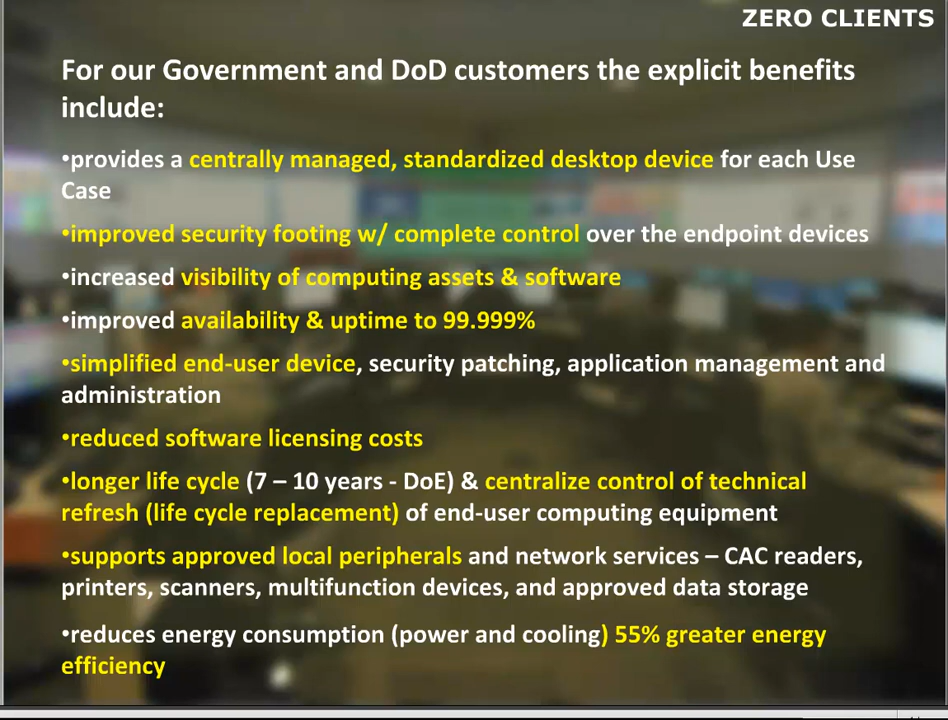 ZERO CLIENTS
For our Government and DoD customers the explicit benefits
include:
•provides a centrally managed, standardized desktop device for each Use
Case
•improved security footing w/ complete control over the endpoint devices
•increased visibility of computing assets & software
•improved availability & uptime to 99.999%
•simplified end-user device, security patching, application management and
administration
•reduced software licensing costs
•longer life cycle (7 – 10 years - DoE) & centralize control of technical
refresh (life cycle replacement) of end-user computing equipment
•supports approved local peripherals and network services – CAC readers,
printers, scanners, multifunction devices, and approved data storage
•reduces energy consumption (power and cooling) 55% greater energy
efficiency